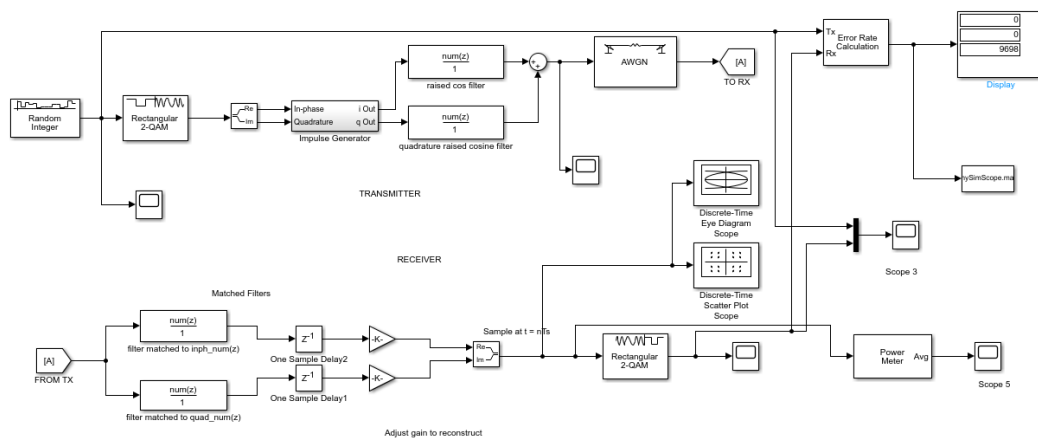 0
0
9698
Display
Tx
Rx
Error Rate
Calculation
num(z)
1
raised cos filter
+
+
AWGN
[A]
TO RX
Random
Integer
Rectangular
2-QAM
Re
Im
In-phase
Quadrature
i Out
q Out
Impulse Generator
num(z)
1
quadrature raised cosine filter
TRANSMITTER
nySimScope.ma
Discrete-Time
Eye Diagram
Scope
Scope 3
RECEIVER
Discrete-Time
Scatter Plot
Scope
Matched Filters
num(z)
1
filter matched to inph_num(z)
Z-1
One Sample Delay2
-K-
Sample at t = nTs
Re
Im
[A]
FROM TX
num(z)
1
filter matched to quad_num(z)
Z-1
One Sample Delay1
-K-
Rectangular
2-QAM
Power
Meter
Avg
Scope 5
Adjust gain to reconstruct